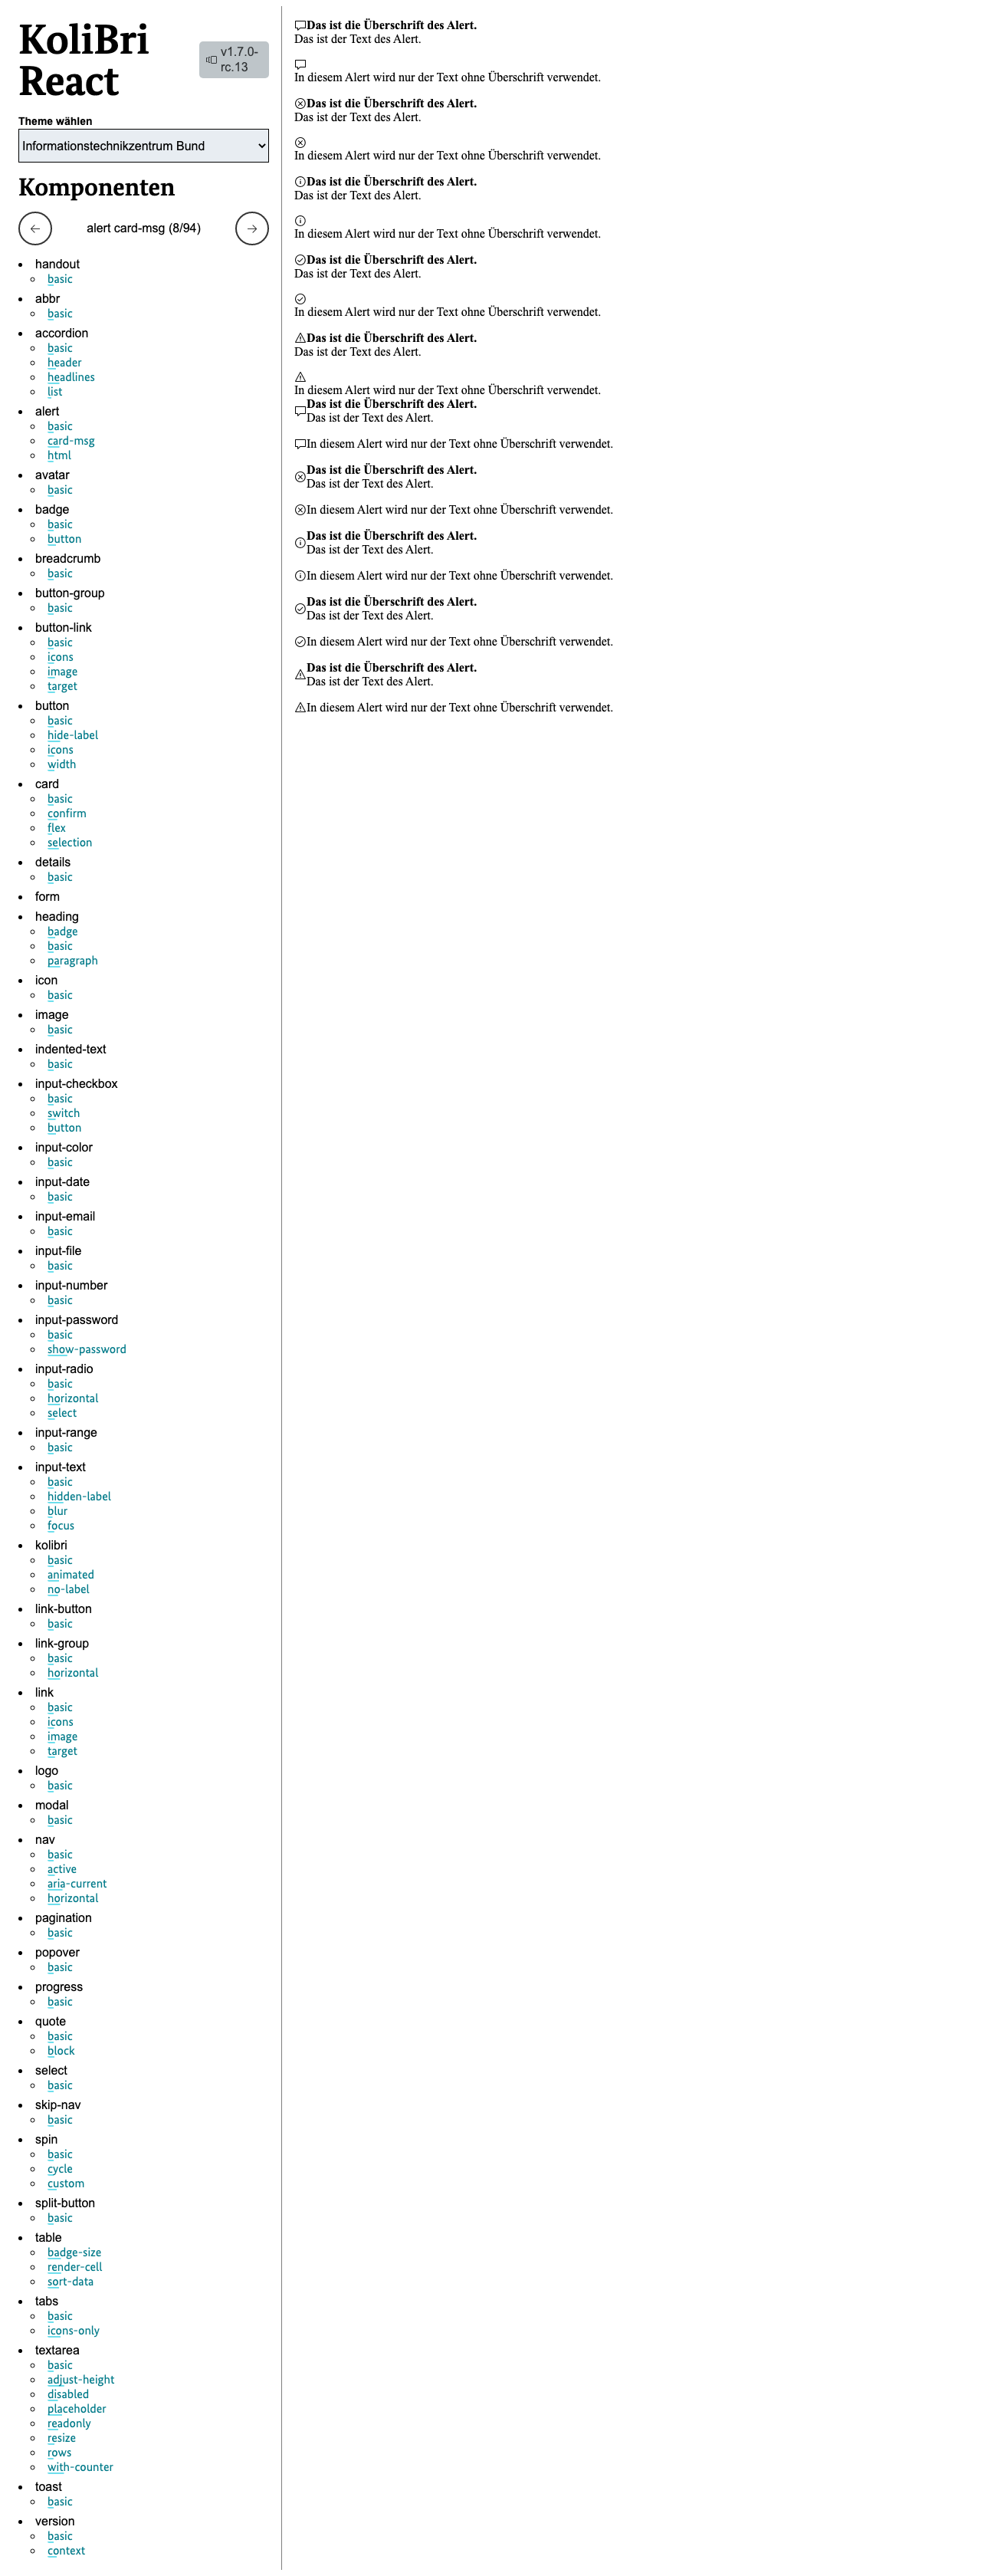 KoliBri
React
v1.7.0-
rc.13
Theme wählen
Informationstechnikzentrum Bund
Komponenten
alert card-msg (8/94)
handout
basic
abbr
basic
accordion
basic
header
headlines
list
alert
basic
card-msg
html
avatar
basic
badge
basic
button
breadcrumb
basic
button-group
basic
button-link
basic
icons
image
target
button
basic
hide-label
icons
width
card
basic
confirm
flex
selection
details
basic
form
heading
badge
basic
paragraph
icon
basic
image
basic
indented-text
basic
input-checkbox
basic
switch
button
input-color
basic
input-date
basic
input-email
basic
input-file
basic
input-number
basic
input-password
basic
show-password
input-radio
basic
horizontal
select
input-range
basic
input-text
basic
hidden-label
blur
focus
kolibri
basic
animated
no-label
link-button
basic
link-group
basic
horizontal
link
basic
icons
image
target
logo
basic
modal
basic
nav
basic
active
aria-current
horizontal
pagination
basic
popover
basic
progress
basic
quote
basic
block
select
basic
skip-nav
basic
spin
basic
cycle
custom
split-button
basic
table
badge-size
render-cell
sort-data
tabs
basic
icons-only
textarea
basic
adjust-height
disabled
placeholder
readonly
resize
rows
with-counter
toast
basic
version
basic
context
Das ist die Überschrift des Alert.
Das ist der Text des Alert.
In diesem Alert wird nur der Text ohne Überschrift verwendet.
Das ist die Überschrift des Alert.
Das ist der Text des Alert.
In diesem Alert wird nur der Text ohne Überschrift verwendet.
Das ist die Überschrift des Alert.
Das ist der Text des Alert.
In diesem Alert wird nur der Text ohne Überschrift verwendet.
Das ist die Überschrift des Alert.
Das ist der Text des Alert.
In diesem Alert wird nur der Text ohne Überschrift verwendet.
Das ist die Überschrift des Alert.
Das ist der Text des Alert.
In diesem Alert wird nur der Text ohne Überschrift verwendet.
Das ist die Überschrift des Alert.
Das ist der Text des Alert.
In diesem Alert wird nur der Text ohne Überschrift verwendet.
Das ist die Überschrift des Alert.
Das ist der Text des Alert.
In diesem Alert wird nur der Text ohne Überschrift verwendet.
Das ist die Überschrift des Alert.
Das ist der Text des Alert.
In diesem Alert wird nur der Text ohne Überschrift verwendet.
Das ist die Überschrift des Alert.
Das ist der Text des Alert.
In diesem Alert wird nur der Text ohne Überschrift verwendet.
Das ist die Überschrift des Alert.
Das ist der Text des Alert.
In diesem Alert wird nur der Text ohne Überschrift verwendet.